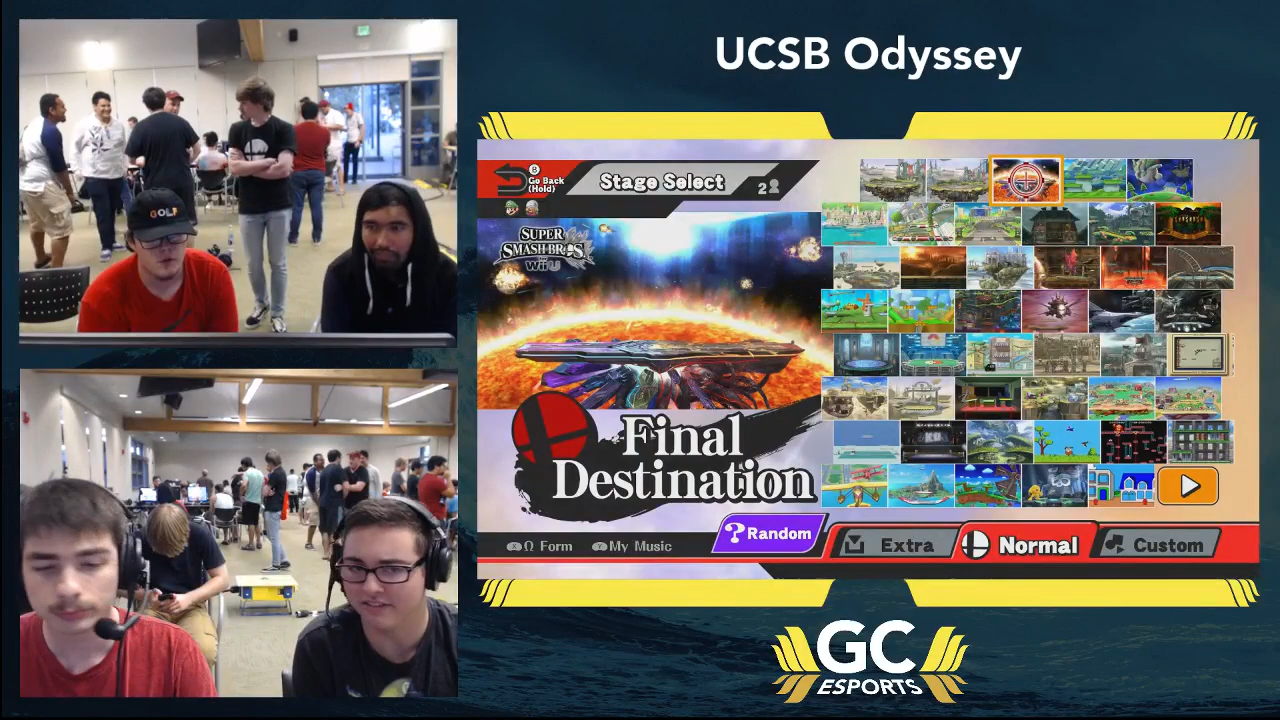 UCSB Odyssey
B
Go Back
(Hold)
Stage Select
2
SUPER
SMASH BROS.
for
Wii U
Final
Destination
Ω Form
My Music
? Random
Extra
Normal
Custom
GOLF
GC
ESPORTS